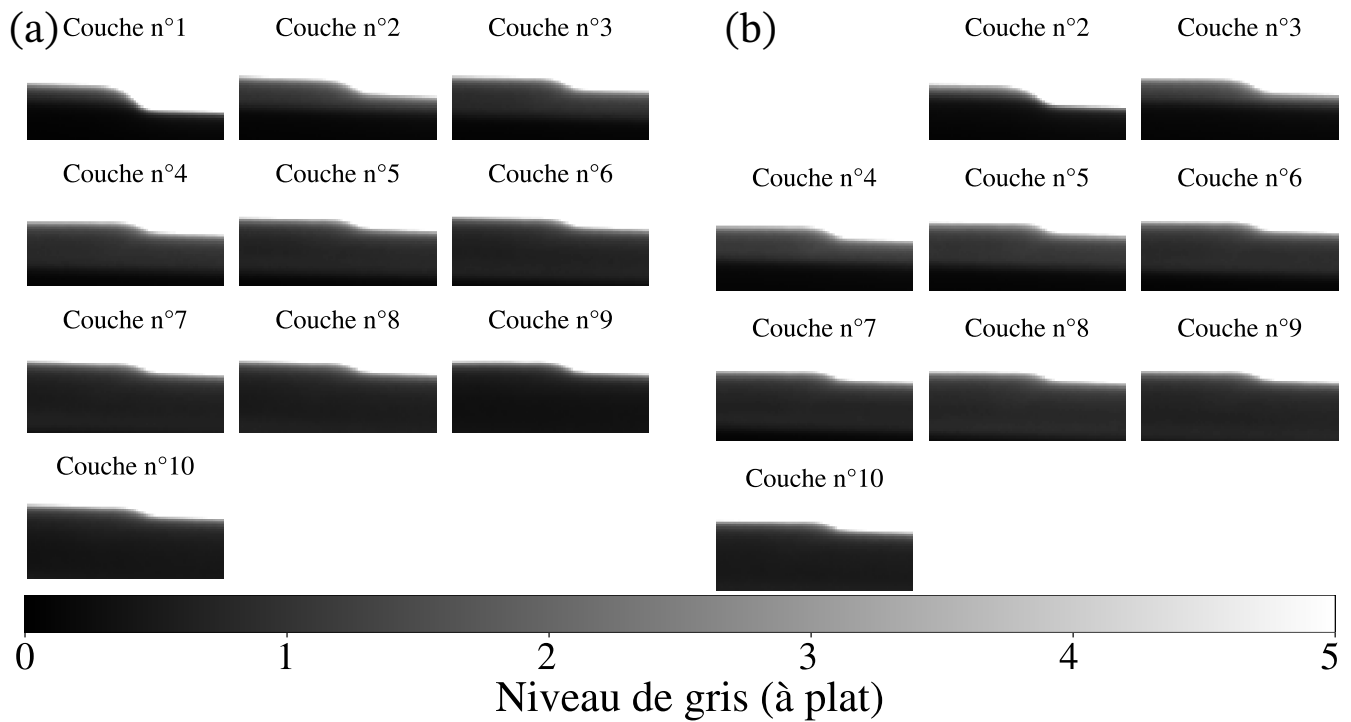 (a) Couche n°1 Couche n°2 Couche n°3 (b) Couche n°2 Couche n°3
Couche n°4 Couche n°5 Couche n°6 Couche n°4 Couche n°5 Couche n°6
Couche n°7 Couche n°8 Couche n°9 Couche n°7 Couche n°8 Couche n°9
Couche n°10 Couche n°10
0 1 2 3 4 5
Niveau de gris (à plat)